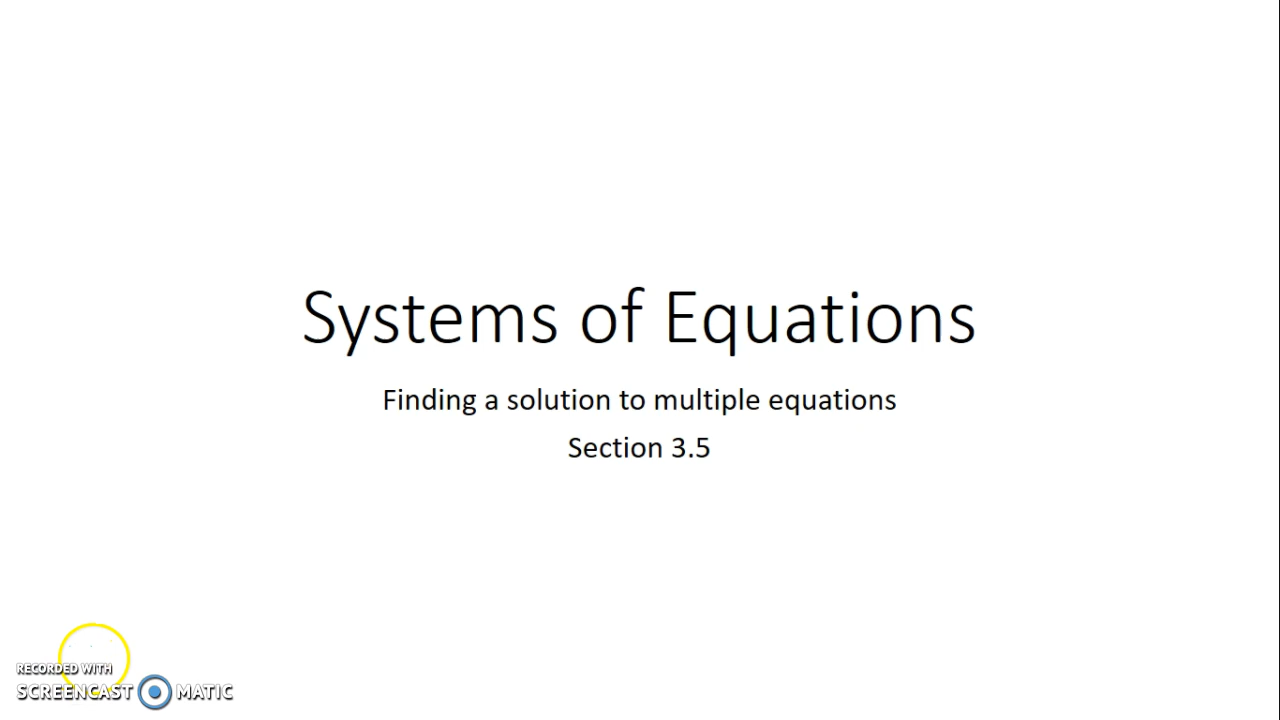 Systems of Equations
Finding a solution to multiple equations
Section 3.5
RECORDED WITH
SCREENCAST MATIC